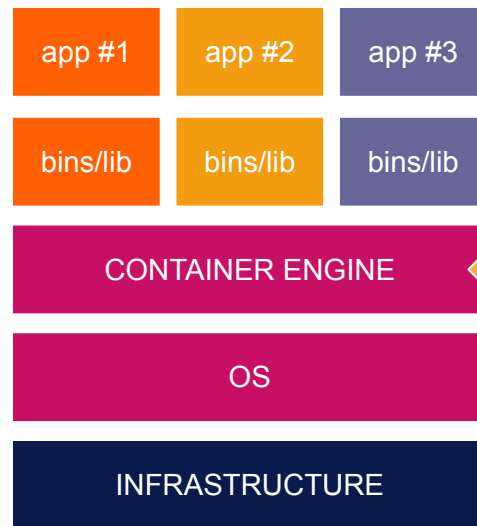 app #1 app #2 app #3
bins/lib bins/lib bins/lib
CONTAINER ENGINE
OS
INFRASTRUCTURE